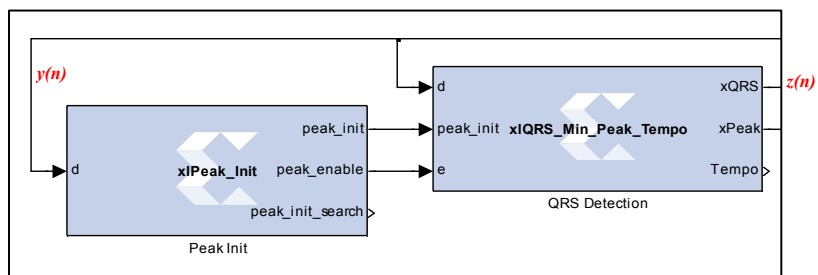 y(n)
d
xlPeak_Init
peak_init
peak_enable
peak_init_search
Peak Init
d
peak_init
e
xlQRS_Min_Peak_Tempo
xQRS
xPeak
Tempo
QRS Detection
z(n)